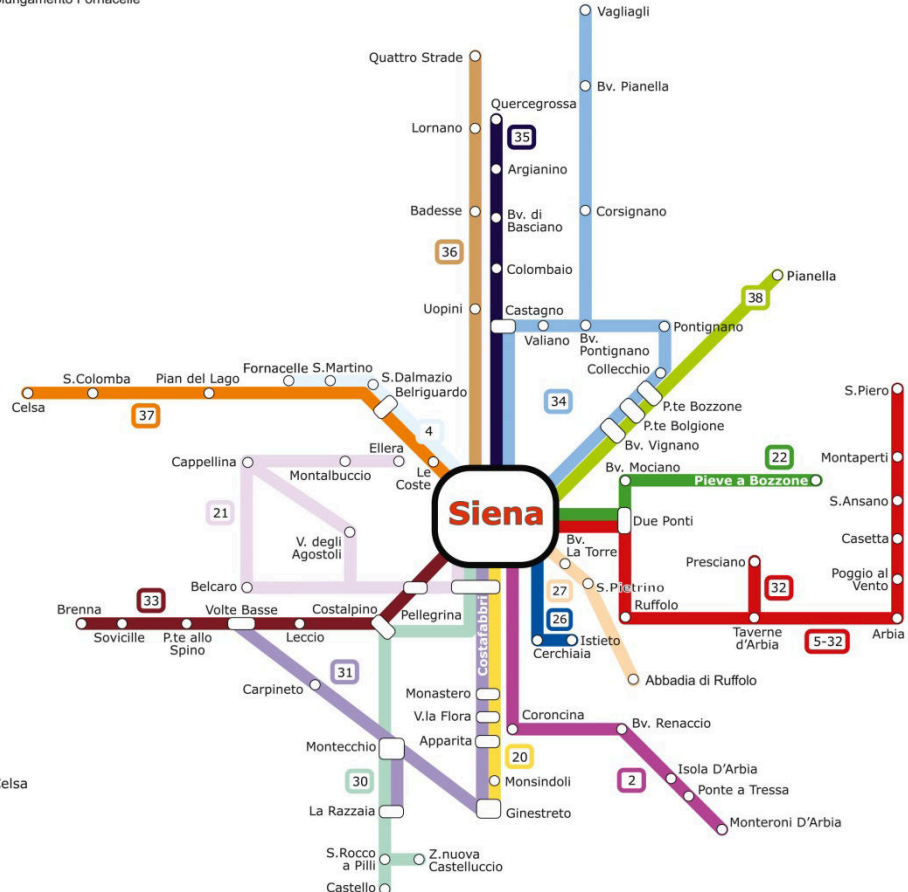 Fornacelle
Vagliagli
Quattro Strade
Bv. Pianella
Quercegrossa
35
Lornano
Argianino
Badesse
Bv. di
Basciano
Corsignano
36
Colombaio
Pianella
38
Uopini
Castagno
Valiano
Bv.
Pontignano
Pontignano
Collecchio
Fornacelle
S.Martino
S.Dalmazio
Belriguardo
S.Colomba
Pian del Lago
Celsa
37
34
P.te Bozzone
P.te Bolgione
Bv. Vignano
S.Piero
4
Ellera
Le
Coste
Cappellina
Montalbuccio
Bv. Mociano
22
Pieve a Bozzone
Montaperti
S.Ansano
21
Siena
Due Ponti
V. degli
Agostoli
Bv.
La Torre
Casetta
Presciano
27
S.Pietrino
32
Poggio al
Vento
Belcaro
33
Brenna
Volte Basse
Costalpino
Pellegrina
Costafabbri
26
Ruffolo
Soviciille
P.te allo
Spino
Leccio
Istieto
Cerchiaia
Taverne
d'Arbia
5-32
Arbia
31
Carpineto
Monastero
Abbadia di Ruffolo
V.la Flora
Coroncina
Bv. Renaccio
Montecchio
Apparita
20
30
Monsindoli
2
Isola D'Arbia
Ponte a Tressa
Celsa
La Razzaia
Ginestreto
Monteroni D'Arbia
S.Rocco
a Pilli
Z.nuova
Castelluccio
Castello